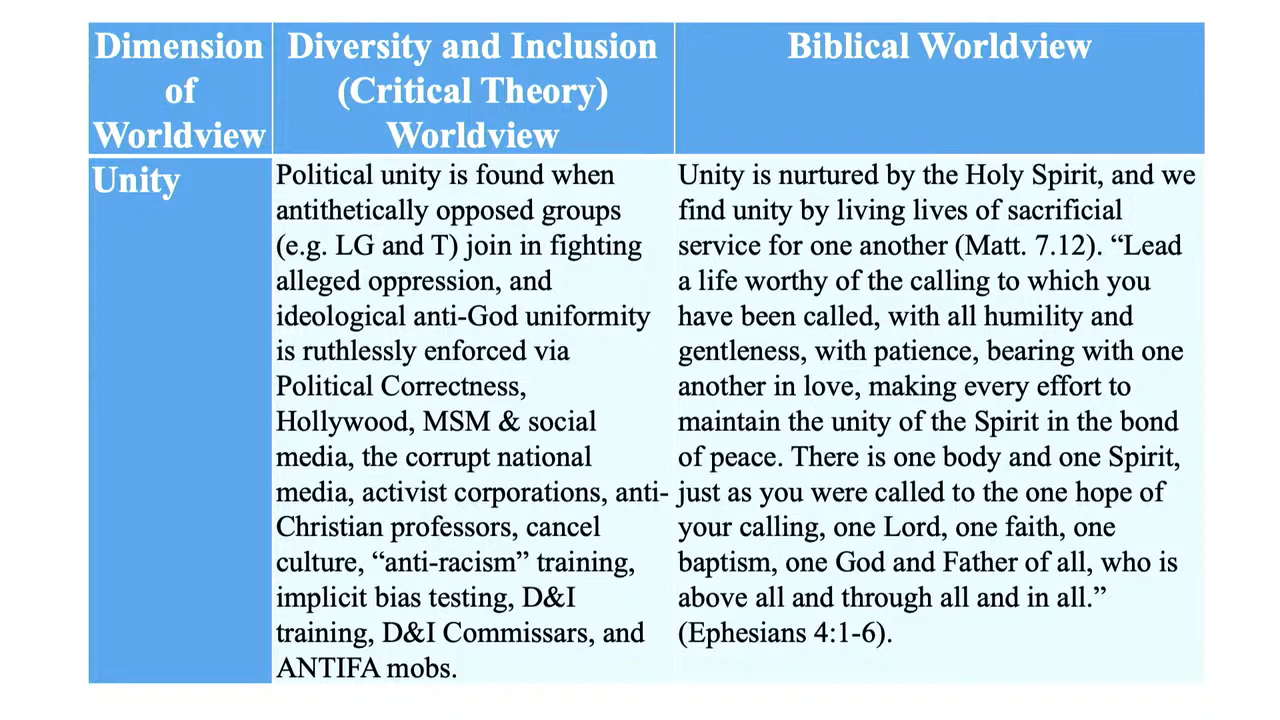 Dimension
of
Worldview
Diversity and Inclusion
(Critical Theory)
Worldview
Biblical Worldview
Unity
Political unity is found when
antithetically opposed groups
(e.g. LG and T) join in fighting
alleged oppression, and
ideological anti-God uniformity
is ruthlessly enforced via
Political Correctness,
Hollywood, MSM & social
media, the corrupt national
media, activist corporations, anti-
Christian professors, cancel
culture, “anti-racism” training,
implicit bias testing, D&I
training, D&I Commissars, and
ANTIFA mobs.
Unity is nurtured by the Holy Spirit, and we
find unity by living lives of sacrificial
service for one another (Matt. 7.12). “Lead
a life worthy of the calling to which you
have been called, with all humility and
gentleness, with patience, bearing with one
another in love, making every effort to
maintain the unity of the Spirit in the bond
of peace. There is one body and one Spirit,
just as you were called to the one hope of
your calling, one Lord, one faith, one
baptism, one God and Father of all, who is
above all and through all and in all.”
(Ephesians 4:1-6).